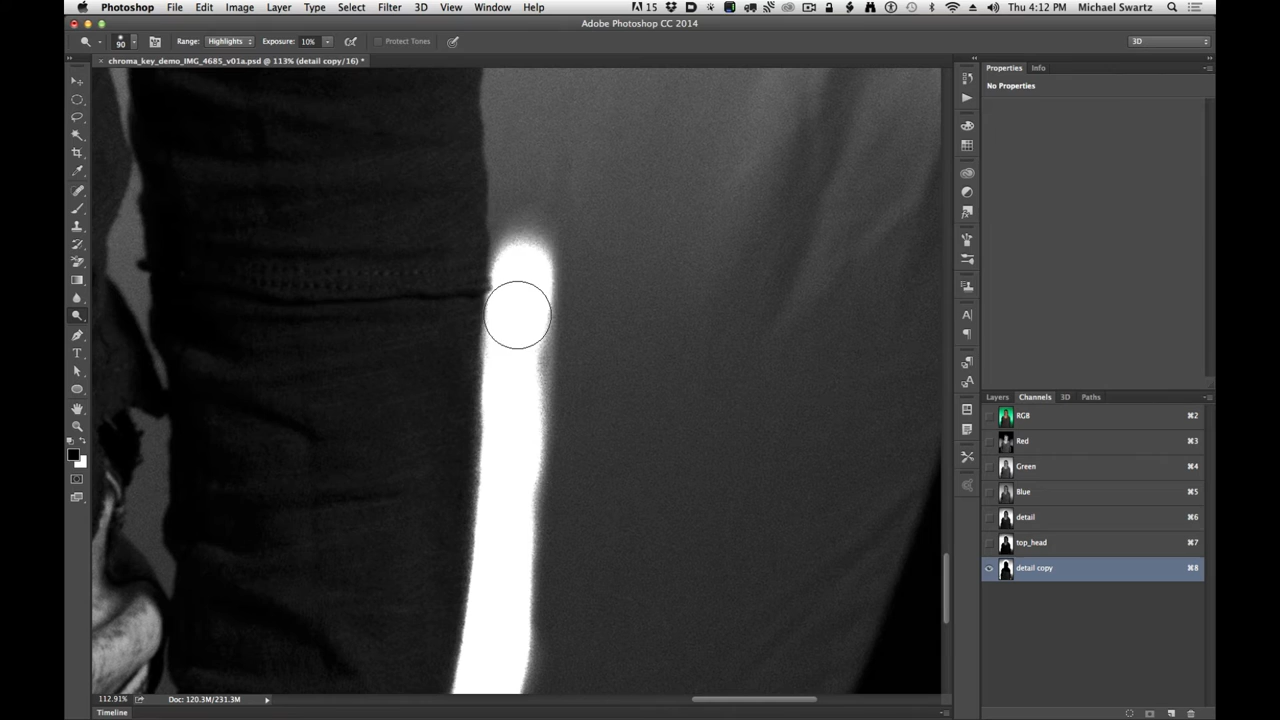 Photoshop File Edit Image Layer Type Select Filter 3D View Window Help 15 Thu 4:12 PM Michael Swartz
Adobe Photoshop CC 2014
90 Range: Highlights Exposure: 10% Protect Tones 3D
× chroma_key_demo_IMG_4685_v01a.psd @ 113% (detail copy/16) *
Properties Info
No Properties
Layers Channels 3D Paths
RGB ⌘2
Red ⌘3
Green ⌘4
Blue ⌘5
detail ⌘6
top_head ⌘7
detail copy ⌘8
112.91% Doc: 120.3M/231.3M
Timeline